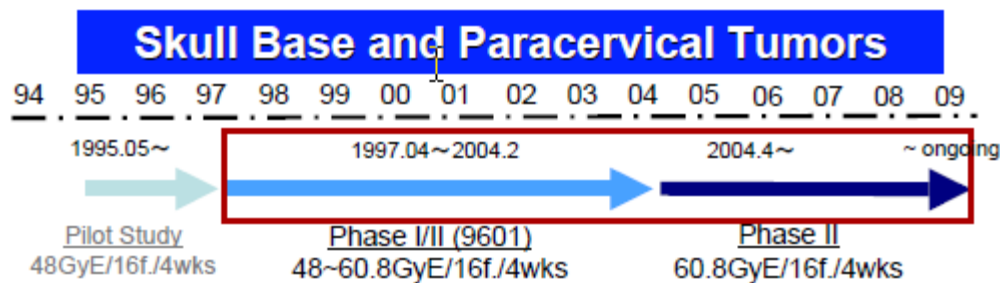 Skull Base and Paracervical Tumors
94 95 96 97 98 99 00 01 02 03 04 05 06 07 08 09
1995.05～ 1997.04～2004.2 2004.4～ ~ ongoing
Pilot Study Phase I/II (9601) Phase II
48GyE/16f./4wks 48~60.8GyE/16f./4wks 60.8GyE/16f./4wks